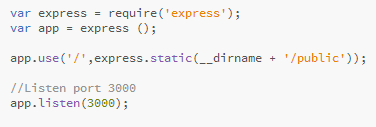 var express = require('express');
var app = express ();
app.use('/',express.static(__dirname + '/public'));
//Listen port 3000
app.listen(3000);